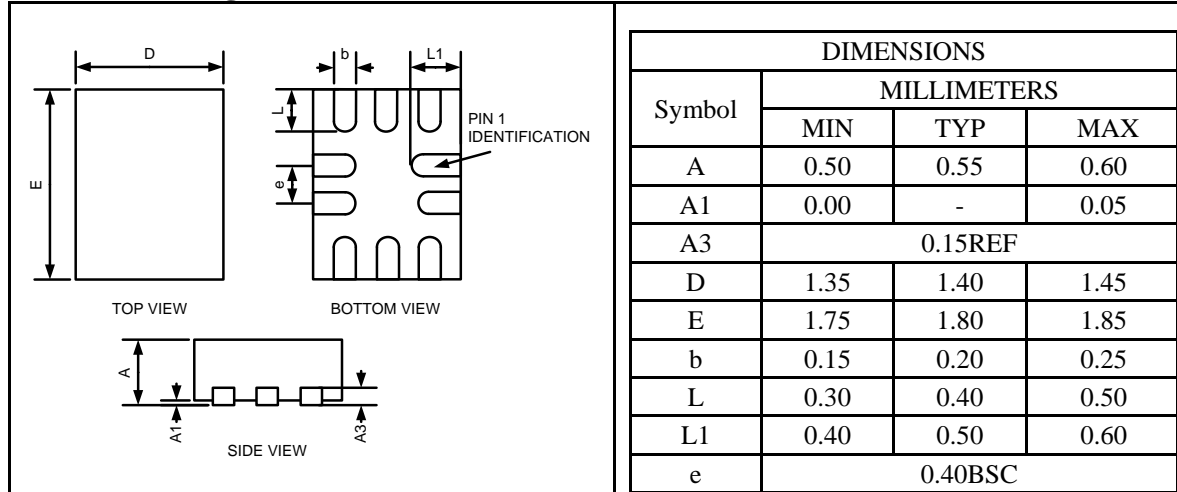 D
E
TOP VIEW
b
L1
L
e
PIN 1
IDENTIFICATION
BOTTOM VIEW
A
A1
A3
SIDE VIEW
DIMENSIONS
Symbol MILLIMETERS
MIN TYP MAX
A 0.50 0.55 0.60
A1 0.00 - 0.05
A3 0.15REF
D 1.35 1.40 1.45
E 1.75 1.80 1.85
b 0.15 0.20 0.25
L 0.30 0.40 0.50
L1 0.40 0.50 0.60
e 0.40BSC